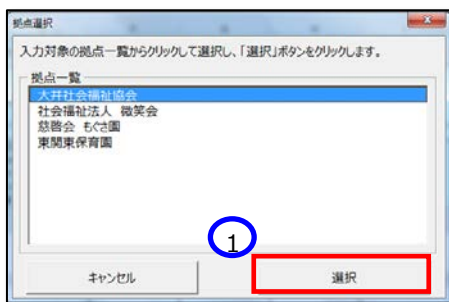 拠点選択
入力対象の拠点一覧からクリックして選択し、「選択」ボタンをクリックします。
拠点一覧
大井社会福祉協会
社会福祉法人 微笑会
慈啓会 もぐさ園
東関東保育園
1
キャンセル
選択